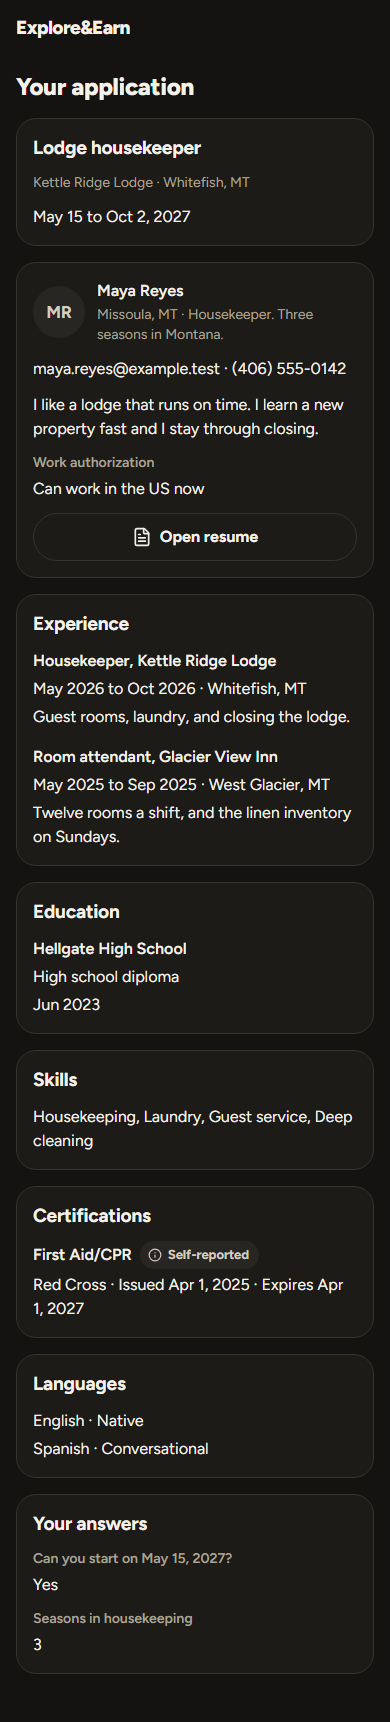 Explore&Earn
Your application
Lodge housekeeper
Kettle Ridge Lodge · Whitefish, MT
May 15 to Oct 2, 2027
MR
Maya Reyes
Missoula, MT · Housekeeper. Three
seasons in Montana.
maya.reyes@example.test · (406) 555-0142
I like a lodge that runs on time. I learn a new
property fast and I stay through closing.
Work authorization
Can work in the US now
Open resume
Experience
Housekeeper, Kettle Ridge Lodge
May 2026 to Oct 2026 · Whitefish, MT
Guest rooms, laundry, and closing the lodge.
Room attendant, Glacier View Inn
May 2025 to Sep 2025 · West Glacier, MT
Twelve rooms a shift, and the linen inventory
on Sundays.
Education
Hellgate High School
High school diploma
Jun 2023
Skills
Housekeeping, Laundry, Guest service, Deep
cleaning
Certifications
First Aid/CPR Self-reported
Red Cross · Issued Apr 1, 2025 · Expires Apr
1, 2027
Languages
English · Native
Spanish · Conversational
Your answers
Can you start on May 15, 2027?
Yes
Seasons in housekeeping
3